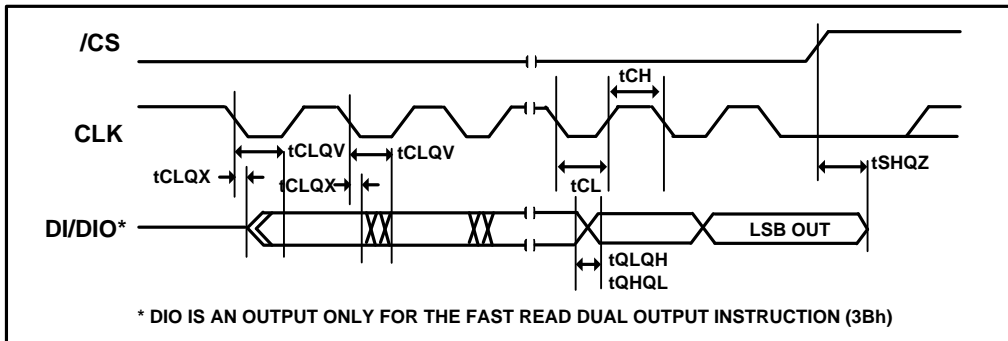 /CS
tCH
CLK
tCLQV
tCLQV
tCLQX
tCLQX
tCL
tSHQZ
DI/DIO*
LSB OUT
tQLQH
tQHQL
* DIO IS AN OUTPUT ONLY FOR THE FAST READ DUAL OUTPUT INSTRUCTION (3Bh)